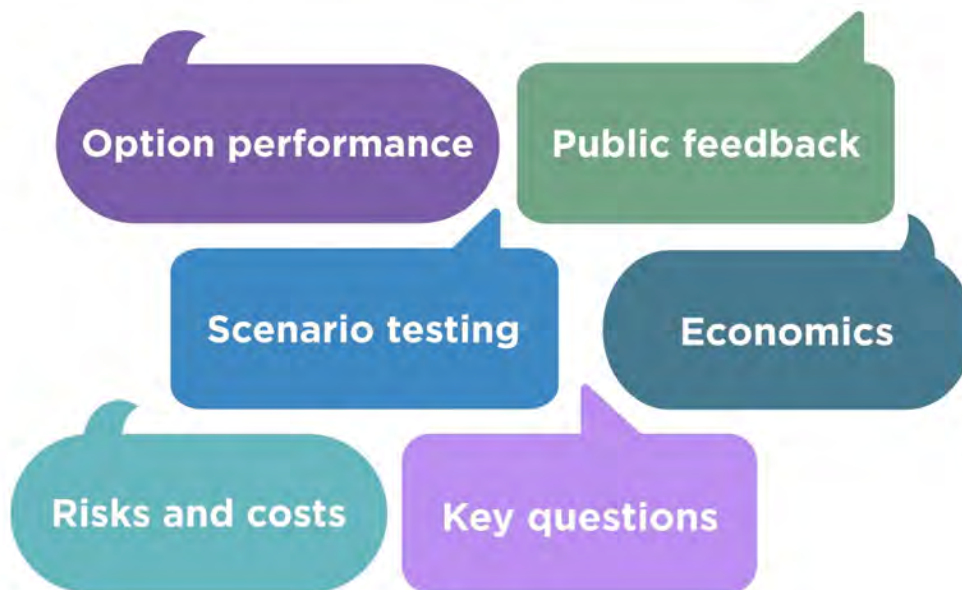 Option performance
Public feedback
Scenario testing
Economics
Risks and costs
Key questions